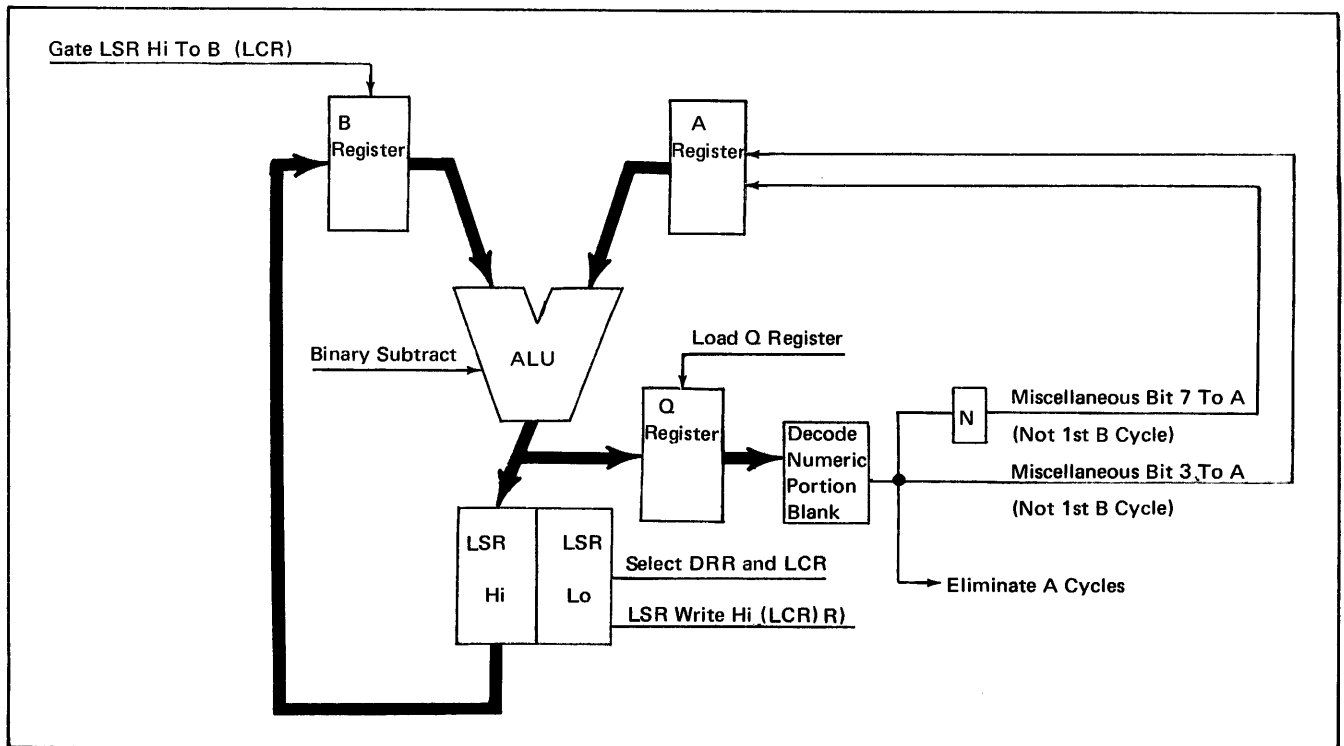 Gate LSR Hi To B (LCR)
B
Register
A
Register
Binary Subtract
ALU
Load Q Register
Q
Register
Decode
Numeric
Portion
Blank
N
Miscellaneous Bit 7 To A
(Not 1st B Cycle)
Miscellaneous Bit 3 To A
(Not 1st B Cycle)
Eliminate A Cycles
LSR
Hi
LSR
Lo
Select DRR and LCR
LSR Write Hi (LCR) R)